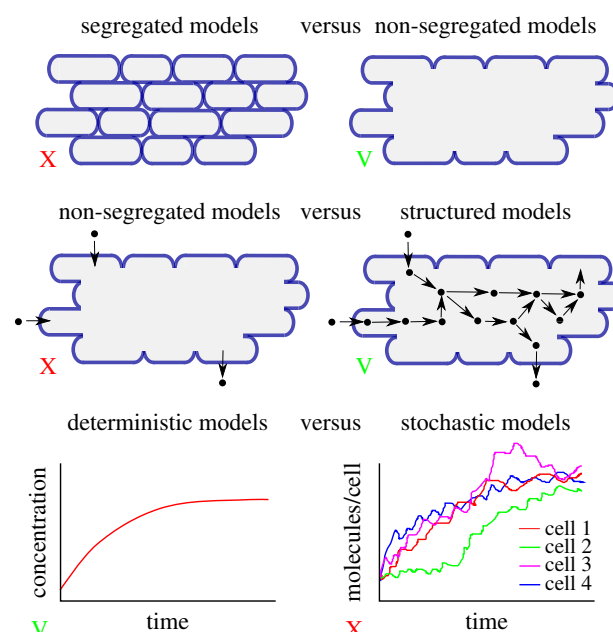 segregated models versus non-segregated models
X V
non-segregated models versus structured models
X V
deterministic models versus stochastic models
concentration
time
V
molecules/cell
cell 1
cell 2
cell 3
cell 4
time
X